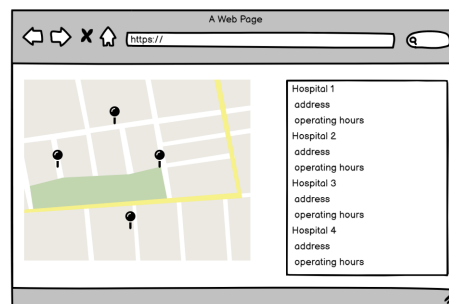 A Web Page
https://
Hospital 1
address
operating hours
Hospital 2
address
operating hours
Hospital 3
address
operating hours
Hospital 4
address
operating hours